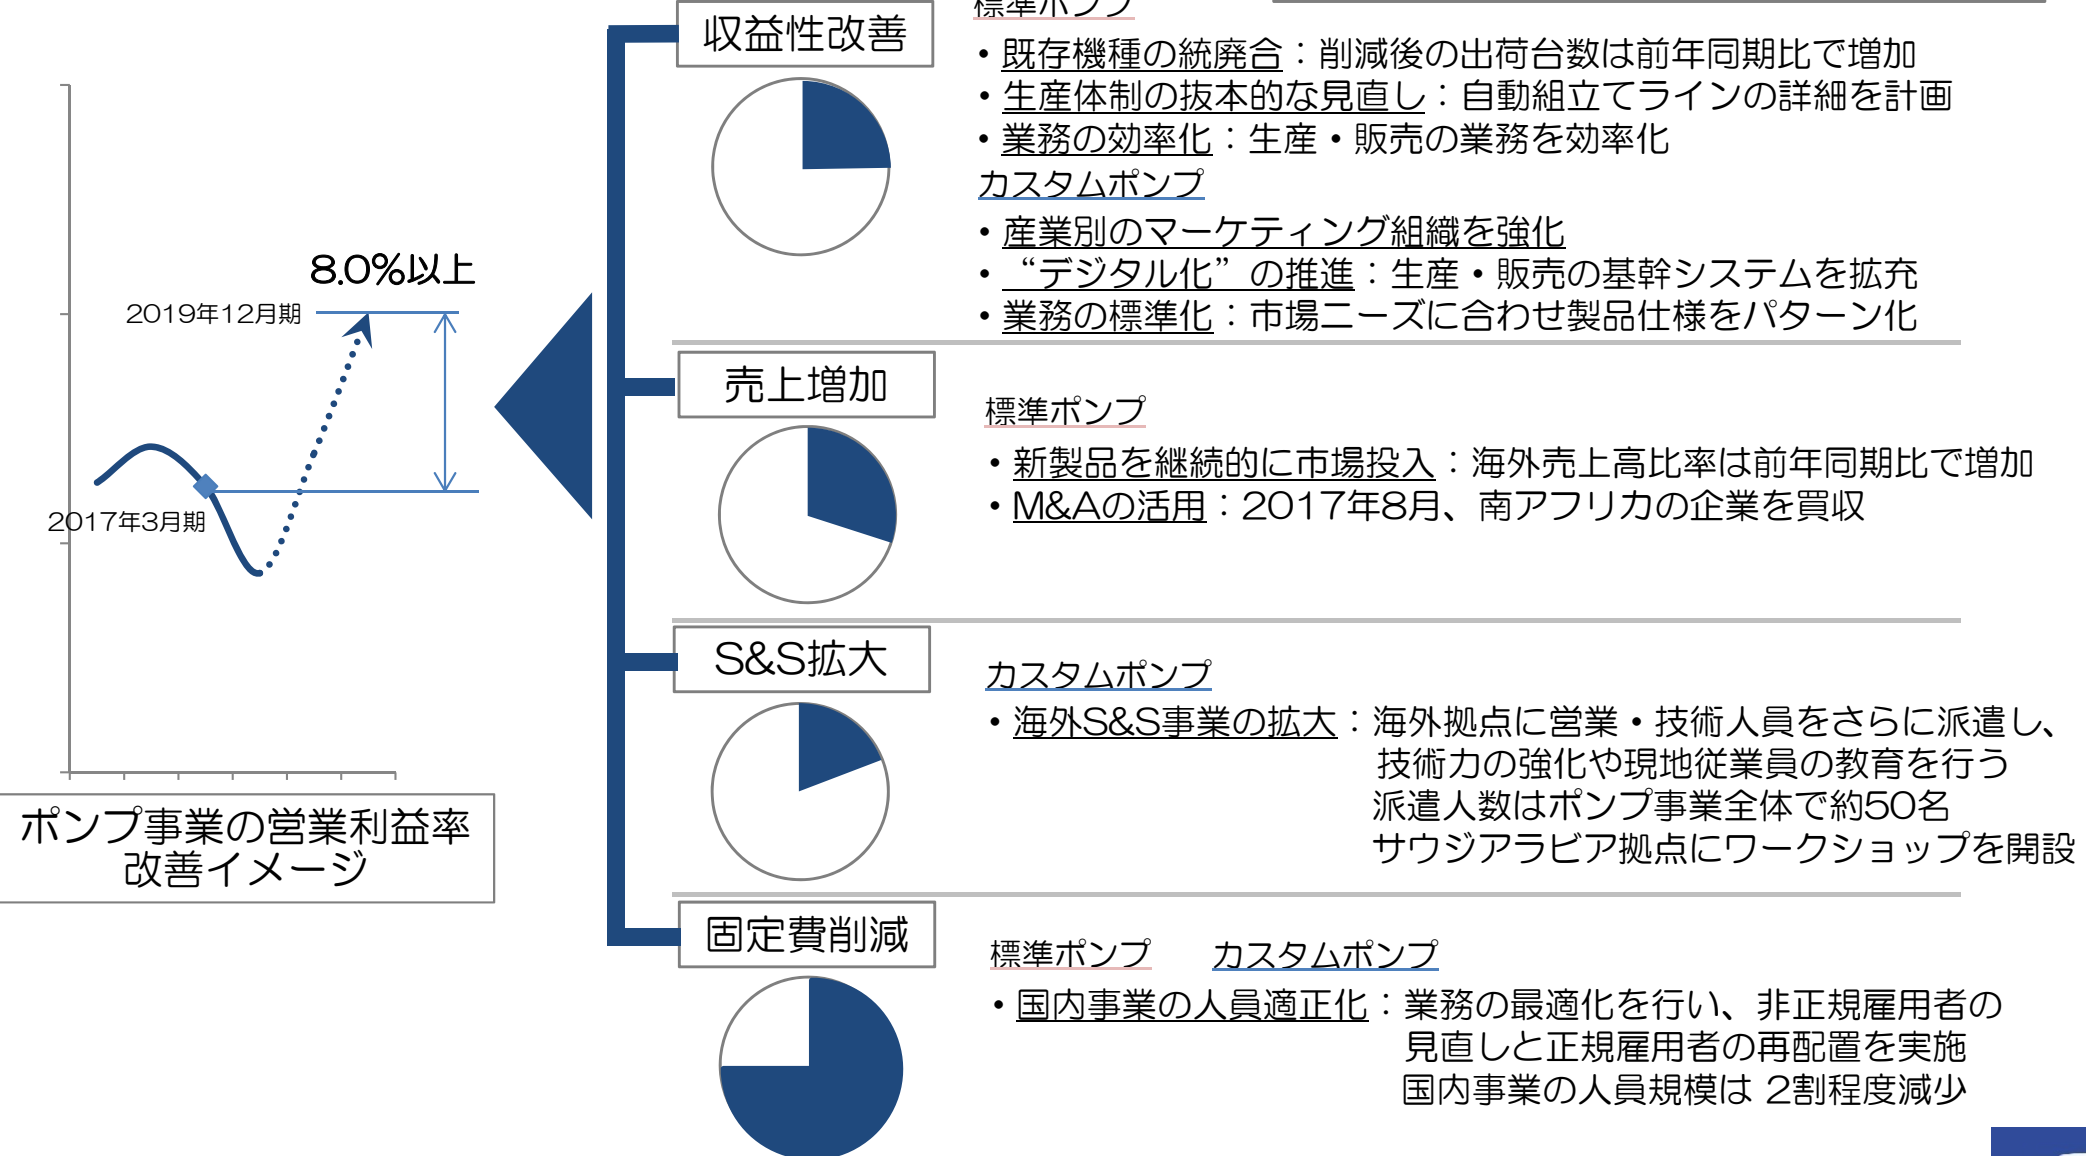 8.0%以上
2019年12月期
2017年3月期
ポンプ事業の営業利益率
改善イメージ
収益性改善
標準ポンプ
・既存機種の統廃合：削減後の出荷台数は前年同期比で増加
・生産体制の抜本的な見直し：自動組立てラインの詳細を計画
・業務の効率化：生産・販売の業務を効率化
カスタムポンプ
・産業別のマーケティング組織を強化
・“デジタル化”の推進：生産・販売の基幹システムを拡充
・業務の標準化：市場ニーズに合わせ製品仕様をパターン化
売上増加
標準ポンプ
・新製品を継続的に市場投入：海外売上高比率は前年同期比で増加
・M&Aの活用：2017年8月、南アフリカの企業を買収
S&S拡大
カスタムポンプ
・海外S&S事業の拡大：海外拠点に営業・技術人員をさらに派遣し、
技術力の強化や現地従業員の教育を行う
派遣人数はポンプ事業全体で約50名
サウジアラビア拠点にワークショップを開設
固定費削減
標準ポンプ カスタムポンプ
・国内事業の人員適正化：業務の最適化を行い、非正規雇用者の
見直しと正規雇用者の再配置を実施
国内事業の人員規模は 2割程度減少